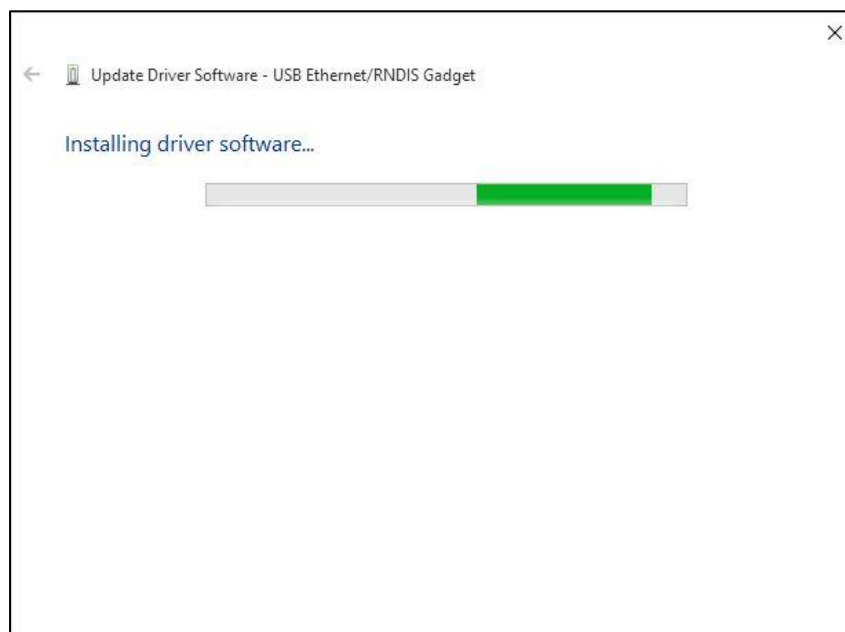 Update Driver Software - USB Ethernet/RNDIS Gadget
Installing driver software...